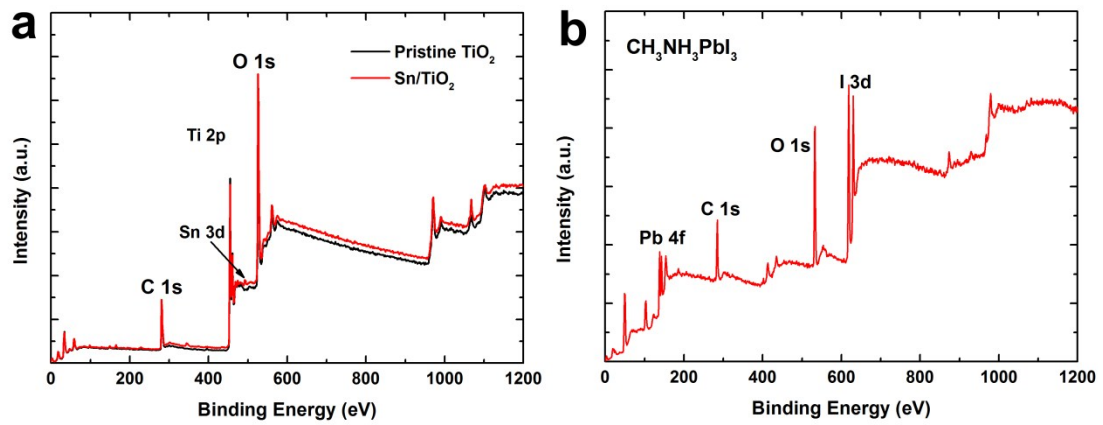 a
Pristine TiO₂
Sn/TiO₂
O 1s
Ti 2p
Sn 3d
C 1s
Intensity (a.u.)
0 200 400 600 800 1000 1200
Binding Energy (eV)
b
CH₃NH₃PbI₃
I 3d
O 1s
C 1s
Pb 4f
Intensity (a.u.)
0 200 400 600 800 1000 1200
Binding Energy (eV)